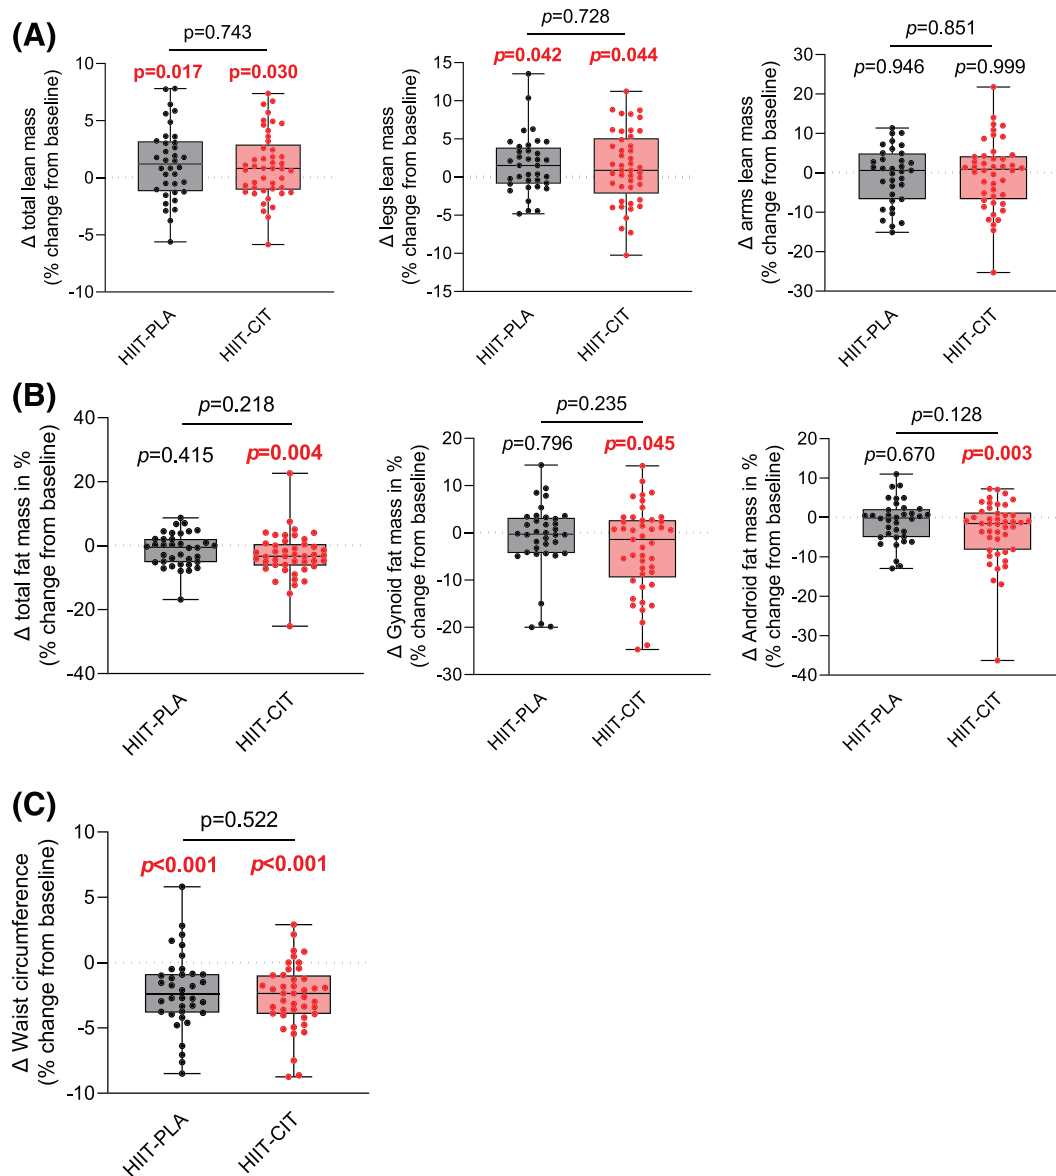 (A)
p=0.743
p=0.017 p=0.030
Δ total lean mass
(% change from baseline)
10
5
0
-5
-10
HIIT-PLA
HIIT-CIT
p=0.728
p=0.042 p=0.044
Δ legs lean mass
(% change from baseline)
15
10
5
0
-5
-10
-15
HIIT-PLA
HIIT-CIT
p=0.851
p=0.946 p=0.999
Δ arms lean mass
(% change from baseline)
30
20
10
0
-10
-20
-30
HIIT-PLA
HIIT-CIT
(B)
p=0.218
p=0.415 p=0.004
Δ total fat mass in %
(% change from baseline)
40
20
0
-20
-40
HIIT-PLA
HIIT-CIT
p=0.235
p=0.796 p=0.045
Δ Gynoid fat mass in %
(% change from baseline)
20
10
0
-10
-20
-30
HIIT-PLA
HIIT-CIT
p=0.128
p=0.670 p=0.003
Δ Android fat mass in %
(% change from baseline)
20
10
0
-10
-20
-30
-40
HIIT-PLA
HIIT-CIT
(C)
p=0.522
p<0.001 p<0.001
Δ Waist circumference
(% change from baseline)
10
5
0
-5
-10
HIIT-PLA
HIIT-CIT